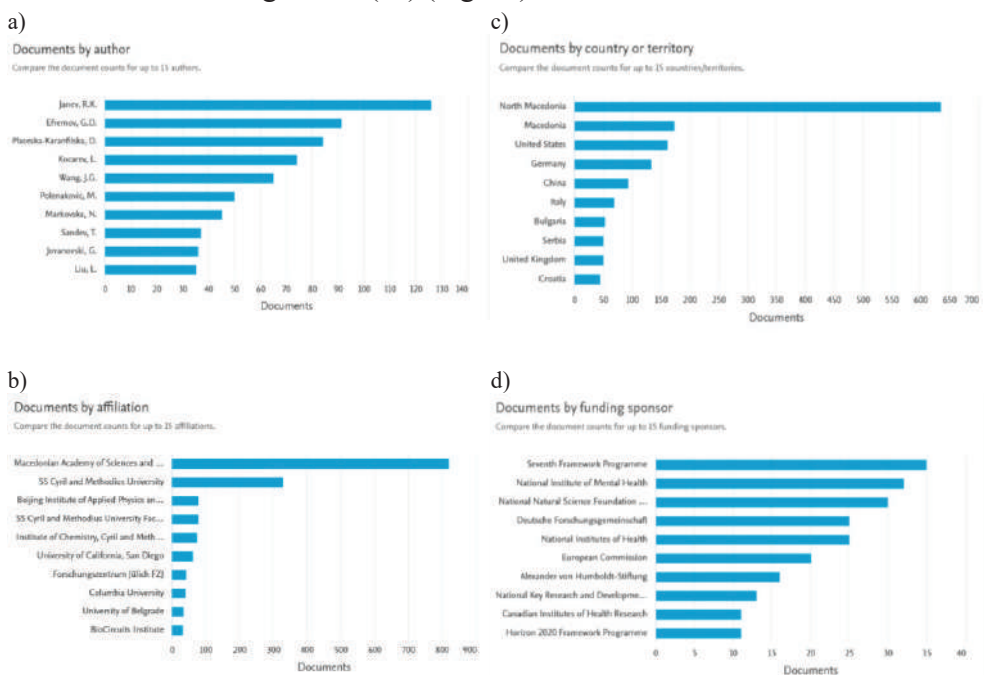 a)
Documents by author
Compare the document counts for up to 15 authors.
Janev, R.K.
Efremov, G.D.
Plaseska-Karanfilska, D.
Kocarev, L.
Wang, J.G.
Polenakovic, M.
Markovska, N.
Sandev, T.
Jovanovski, G.
Liu, L.
0 10 20 30 40 50 60 70 80 90 100 110 120 130 140
Documents
c)
Documents by country or territory
Compare the document counts for up to 15 countries/territories.
North Macedonia
Macedonia
United States
Germany
China
Italy
Bulgaria
Serbia
United Kingdom
Croatia
0 50 100 150 200 250 300 350 400 450 500 550 600 650 700
Documents
b)
Documents by affiliation
Compare the document counts for up to 15 affiliations.
Macedonian Academy of Sciences and ...
SS Cyril and Methodius University
Beijing Institute of Applied Physics an...
SS Cyril and Methodius University Fac...
Institute of Chemistry, Cyril and Meth...
University of California, San Diego
Forschungszentrum Jülich FZJ
Columbia University
University of Belgrade
BioCircuits Institute
0 100 200 300 400 500 600 700 800 900
Documents
d)
Documents by funding sponsor
Compare the document counts for up to 15 funding sponsors.
Seventh Framework Programme
National Institute of Mental Health
National Natural Science Foundation ...
Deutsche Forschungsgemeinschaft
National Institutes of Health
European Commission
Alexander von Humboldt-Stiftung
National Key Research and Developme...
Canadian Institutes of Health Research
Horizon 2020 Framework Programme
0 5 10 15 20 25 30 35 40
Documents